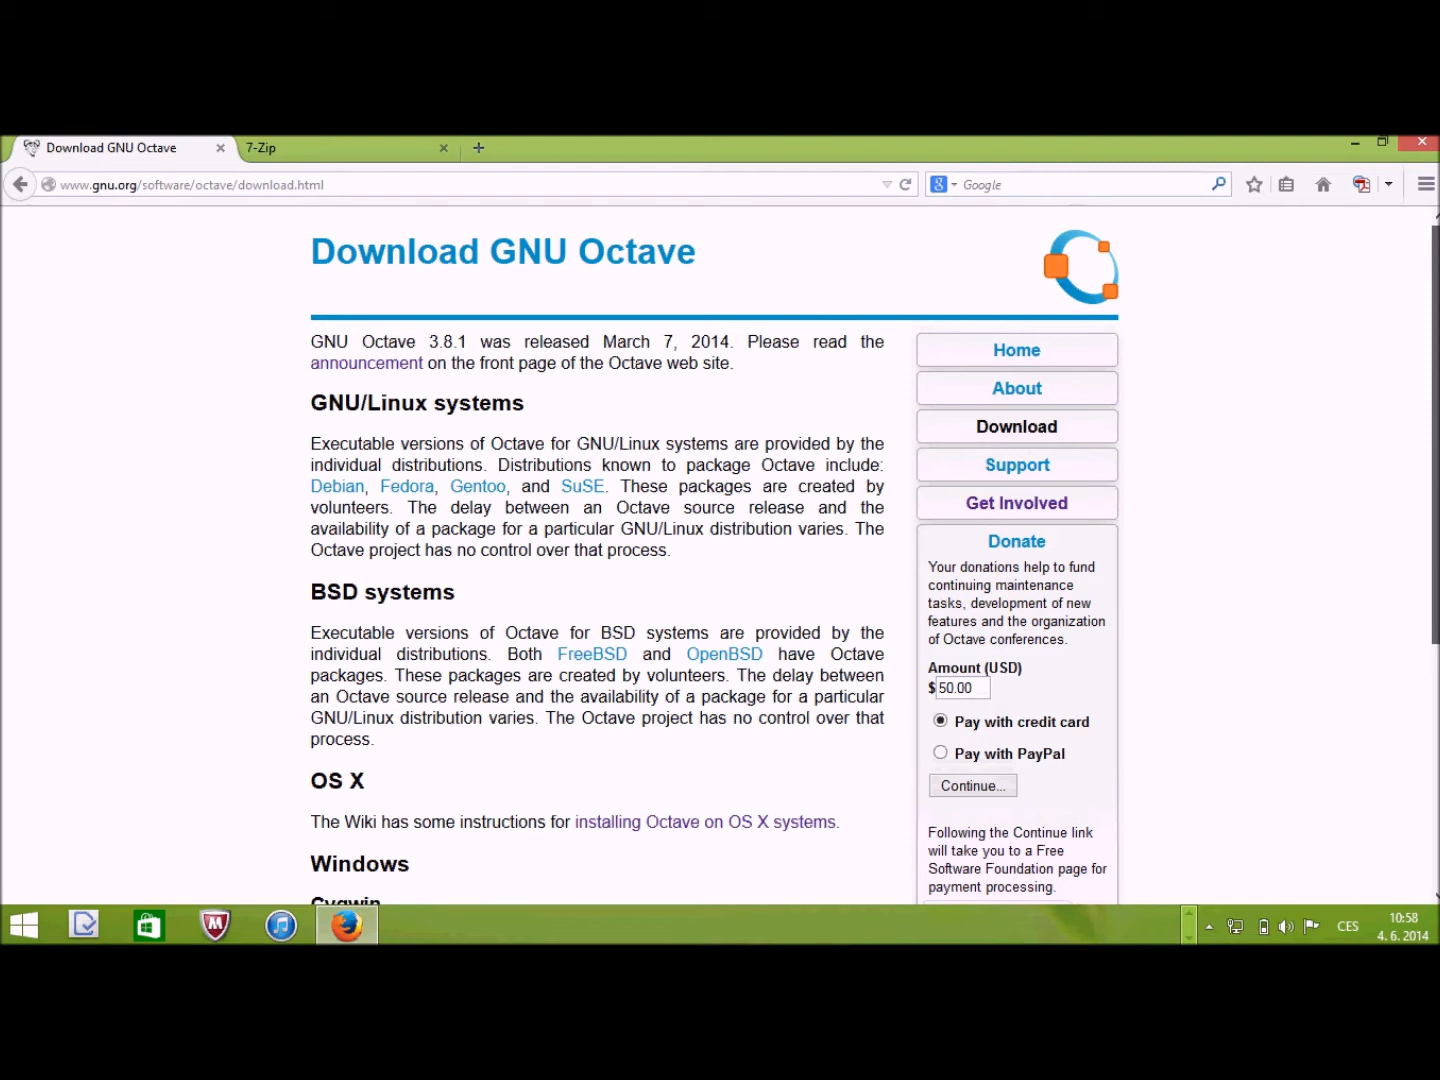 Download GNU Octave
7-Zip
www.gnu.org/software/octave/download.html
Google
Download GNU Octave
GNU Octave 3.8.1 was released March 7, 2014. Please read the
announcement on the front page of the Octave web site.
GNU/Linux systems
Executable versions of Octave for GNU/Linux systems are provided by the
individual distributions. Distributions known to package Octave include:
Debian, Fedora, Gentoo, and SuSE. These packages are created by
volunteers. The delay between an Octave source release and the
availability of a package for a particular GNU/Linux distribution varies. The
Octave project has no control over that process.
BSD systems
Executable versions of Octave for BSD systems are provided by the
individual distributions. Both FreeBSD and OpenBSD have Octave
packages. These packages are created by volunteers. The delay between
an Octave source release and the availability of a package for a particular
GNU/Linux distribution varies. The Octave project has no control over that
process.
OS X
The Wiki has some instructions for installing Octave on OS X systems.
Windows
Cygwin
Home
About
Download
Support
Get Involved
Donate
Your donations help to fund
continuing maintenance
tasks, development of new
features and the organization
of Octave conferences.
Amount (USD)
$ 50.00
Pay with credit card
Pay with PayPal
Continue...
Following the Continue link
will take you to a Free
Software Foundation page for
payment processing.
CES
10:58
4. 6. 2014